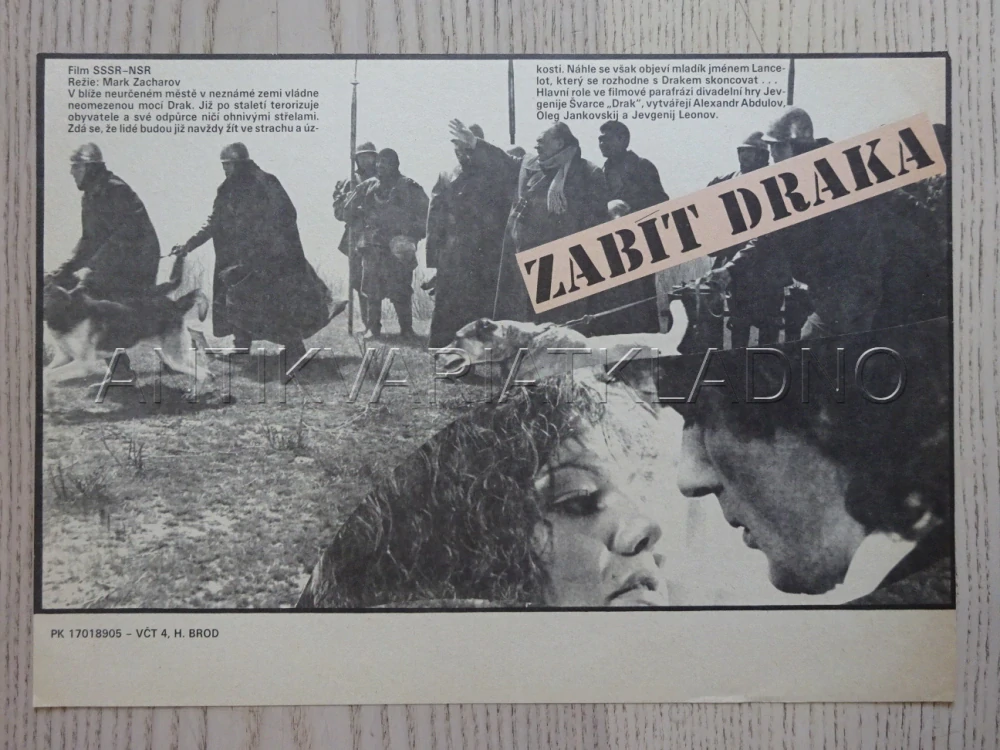 Film SSSR–NSR
Režie: Mark Zacharov
V blíže neurčeném městě v neznámé zemi vládne
neomezenou mocí Drak. Již po staletí terorizuje
obyvatele a své odpůrce ničí ohnivými střelami.
Zdá se, že lidé budou již navždy žít ve strachu a úz-
kosti. Náhle se však objeví mladík jménem Lance-
lot, který se rozhodne s Drakem skoncovat . . .
Hlavní role ve filmové parafrázi divadelní hry Jev-
genije Švarce „Drak", vytvářejí Alexandr Abdulov,
Oleg Jankovskij a Jevgenij Leonov.
ZABÍT DRAKA
ANTIKVARIATKLADNO
PK 17018905 – VČT 4, H. BROD